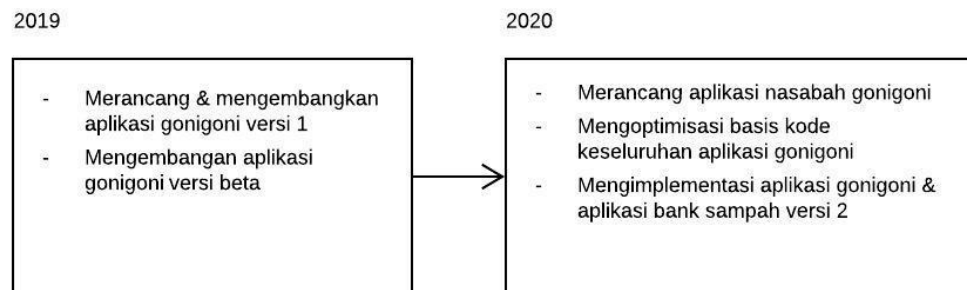 2019
- Merancang & mengembangkan
aplikasi gonigoni versi 1
- Mengembangan aplikasi
gonigoni versi beta
2020
- Merancang aplikasi nasabah gonigoni
- Mengoptimisasi basis kode
keseluruhan aplikasi gonigoni
- Mengimplementasi aplikasi gonigoni &
aplikasi bank sampah versi 2